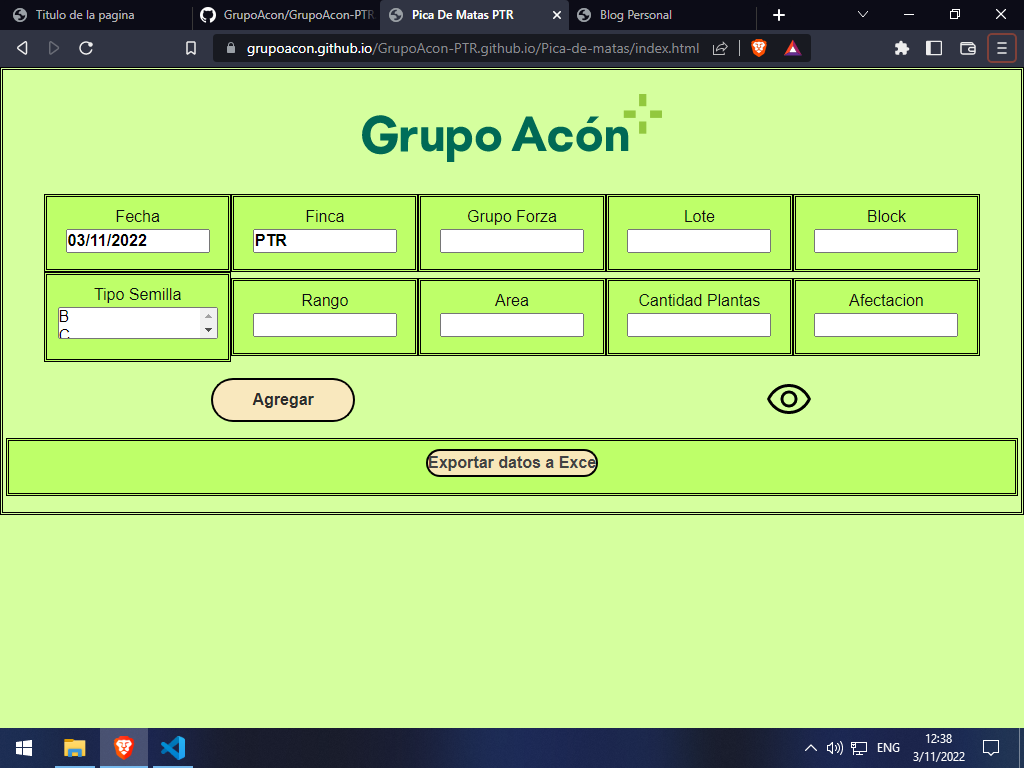 Titulo de la pagina
GrupoAcon/GrupoAcon-PTR
Pica De Matas PTR
Blog Personal
grupoacon.github.io/GrupoAcon-PTR.github.io/Pica-de-matas/index.html
Grupo Acón
Fecha Finca Grupo Forza Lote Block
03/11/2022 PTR
Tipo Semilla Rango Area Cantidad Plantas Afectacion
B
C
Agregar
Exportar datos a Exce
ENG
12:38
3/11/2022